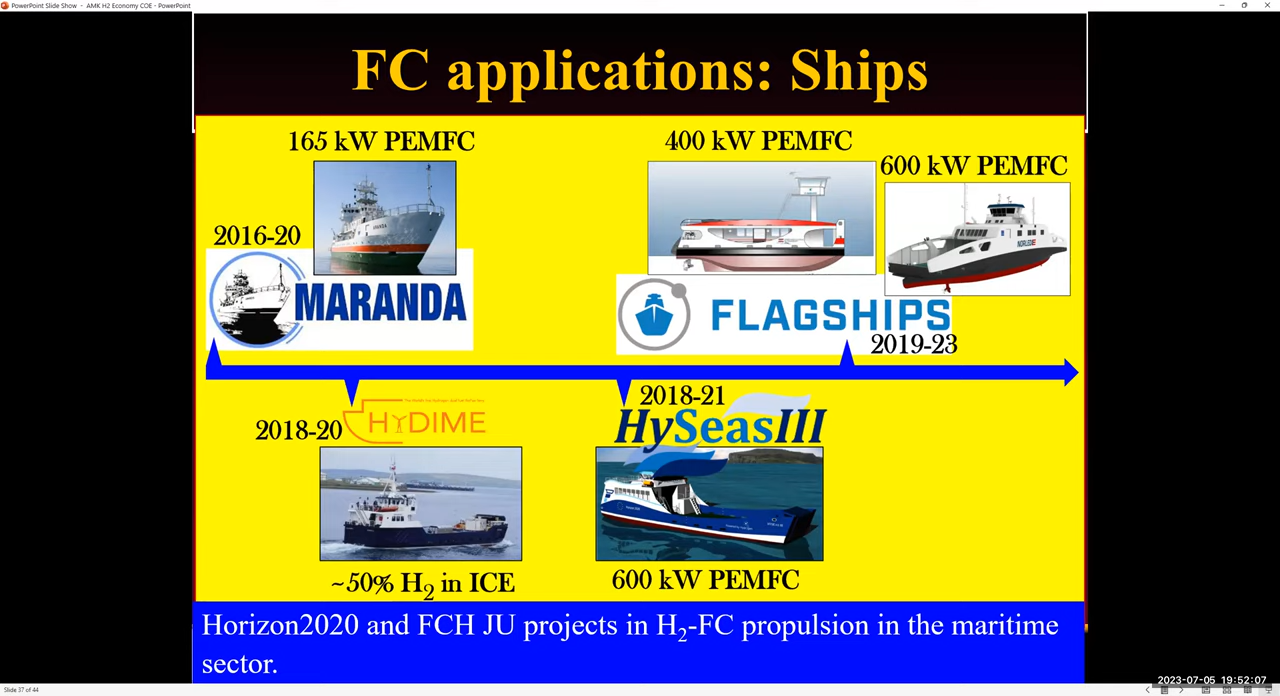 PowerPoint Slide Show - AMK H2 Economy COE - PowerPoint
FC applications: Ships
165 kW PEMFC
400 kW PEMFC
600 kW PEMFC
2016-20
MARANDA
NORLED
FLAGSHIPS
2019-23
2018-21
2018-20
HYDIME
HySeasIII
~50% H₂ in ICE
600 kW PEMFC
Horizon2020 and FCH JU projects in H₂-FC propulsion in the maritime
sector.
2023-07-05 19:52:07
Slide 37 of 44